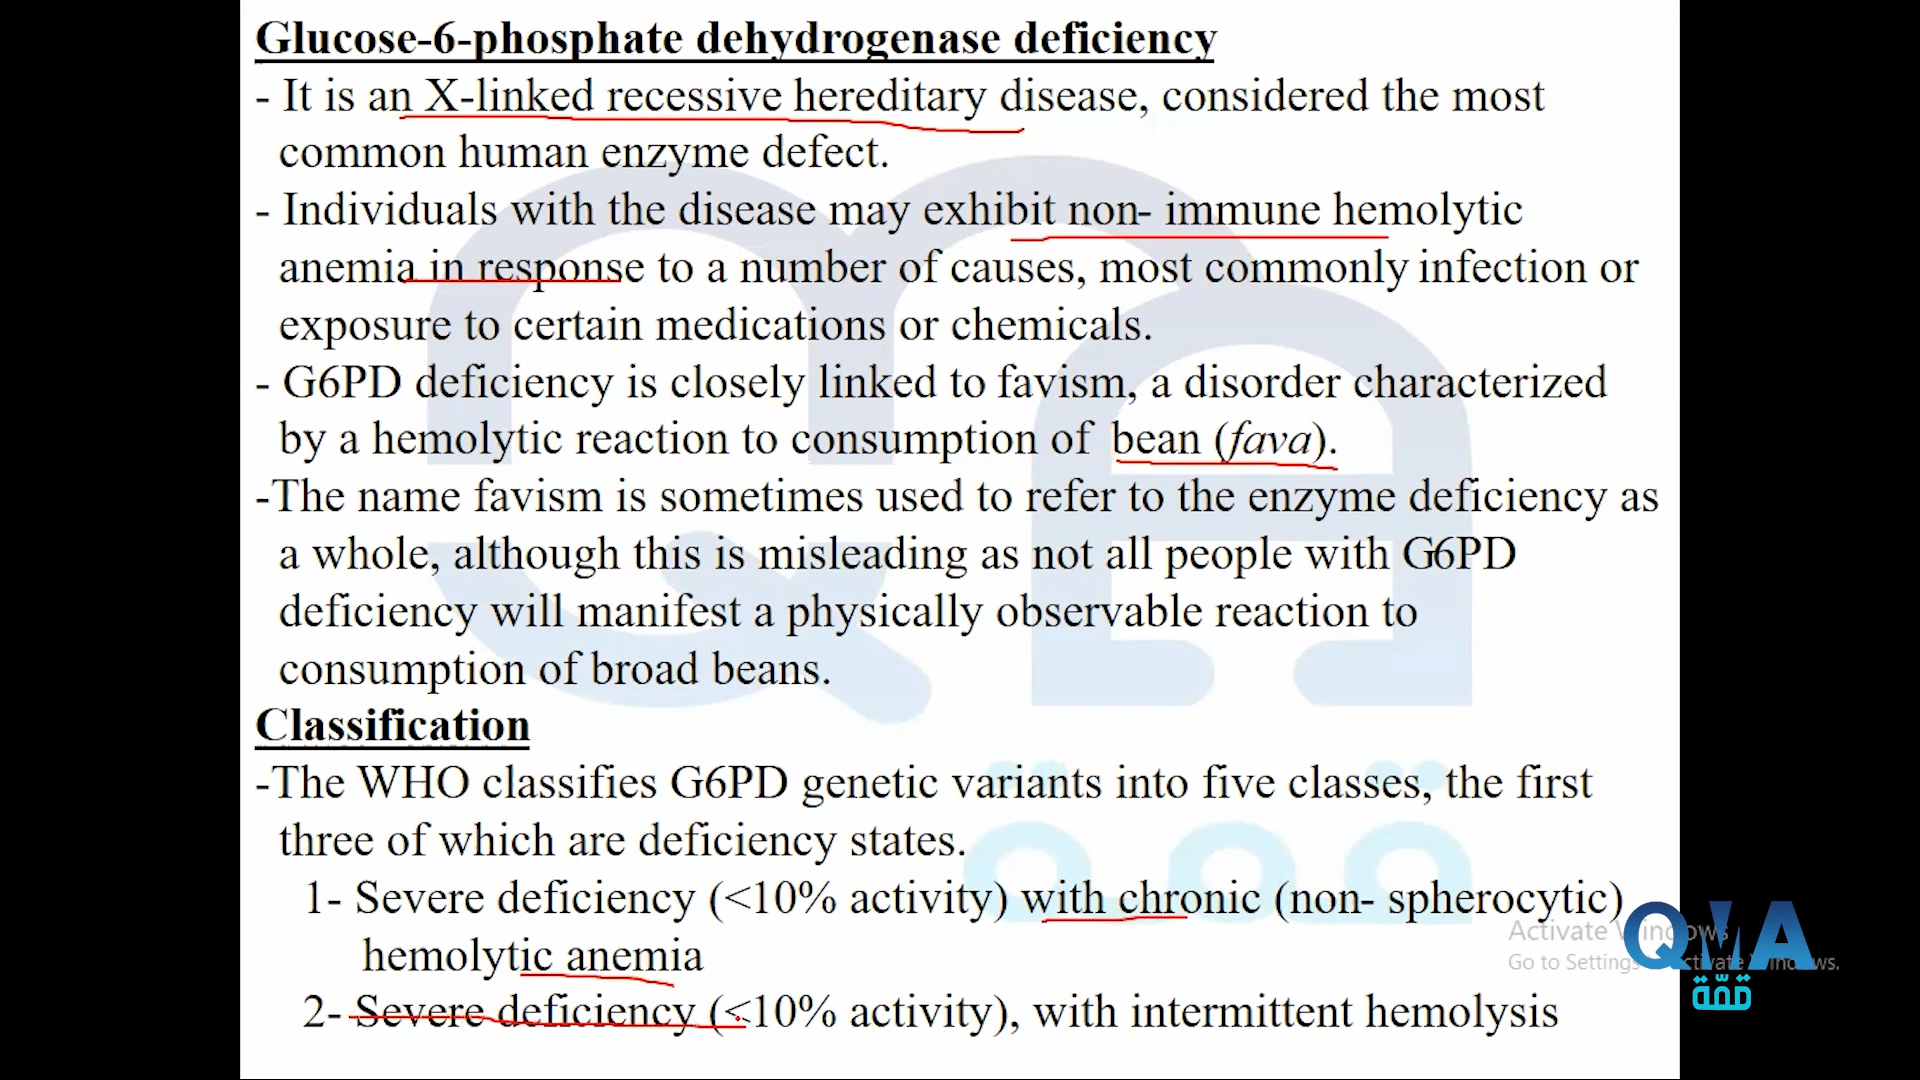 Glucose-6-phosphate dehydrogenase deficiency
- It is an X-linked recessive hereditary disease, considered the most
common human enzyme defect.
- Individuals with the disease may exhibit non- immune hemolytic
anemia in response to a number of causes, most commonly infection or
exposure to certain medications or chemicals.
- G6PD deficiency is closely linked to favism, a disorder characterized
by a hemolytic reaction to consumption of bean (fava).
-The name favism is sometimes used to refer to the enzyme deficiency as
a whole, although this is misleading as not all people with G6PD
deficiency will manifest a physically observable reaction to
consumption of broad beans.
Classification
-The WHO classifies G6PD genetic variants into five classes, the first
three of which are deficiency states.
1- Severe deficiency (<10% activity) with chronic (non- spherocytic)
hemolytic anemia
2- Severe deficiency (<10% activity), with intermittent hemolysis
Activate Windows
Go to Settings to activate Windows.
QMA
قمّة
قمة